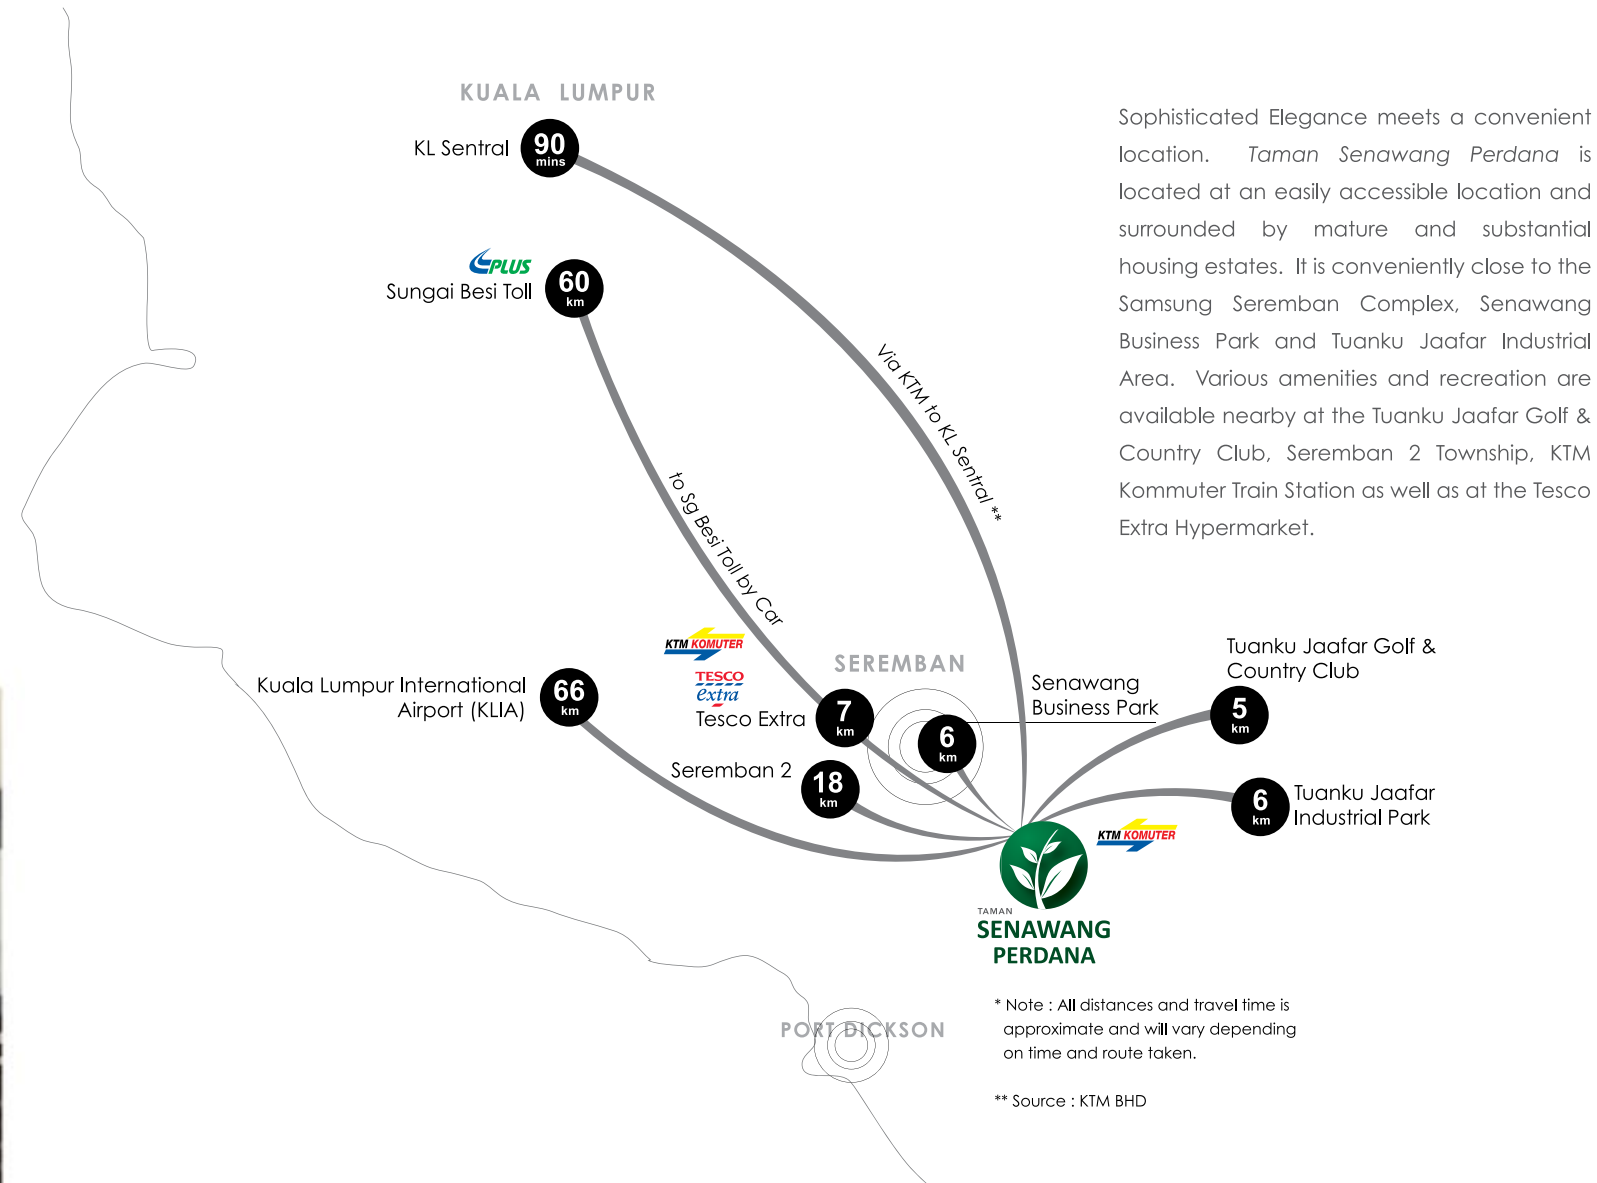 KUALA LUMPUR
KL Sentral
90
mins
PLUS
Sungai Besi Toll
60
km
Via KTM to KL Sentral **
to Sg Besi Toll by Car
Sophisticated Elegance meets a convenient
location. Taman Senawang Perdana is
located at an easily accessible location and
surrounded by mature and substantial
housing estates. It is conveniently close to the
Samsung Seremban Complex, Senawang
Business Park and Tuanku Jaafar Industrial
Area. Various amenities and recreation are
available nearby at the Tuanku Jaafar Golf &
Country Club, Seremban 2 Township, KTM
Kommuter Train Station as well as at the Tesco
Extra Hypermarket.
KTM KOMUTER
TESCO
extra
Tesco Extra
7
km
SEREMBAN
6
km
Senawang
Business Park
Tuanku Jaafar Golf &
Country Club
5
km
Kuala Lumpur International
Airport (KLIA)
66
km
Seremban 2
18
km
6
km
Tuanku Jaafar
Industrial Park
KTM KOMUTER
TAMAN
SENAWANG
PERDANA
PORT DICKSON
* Note : All distances and travel time is
approximate and will vary depending
on time and route taken.
** Source : KTM BHD